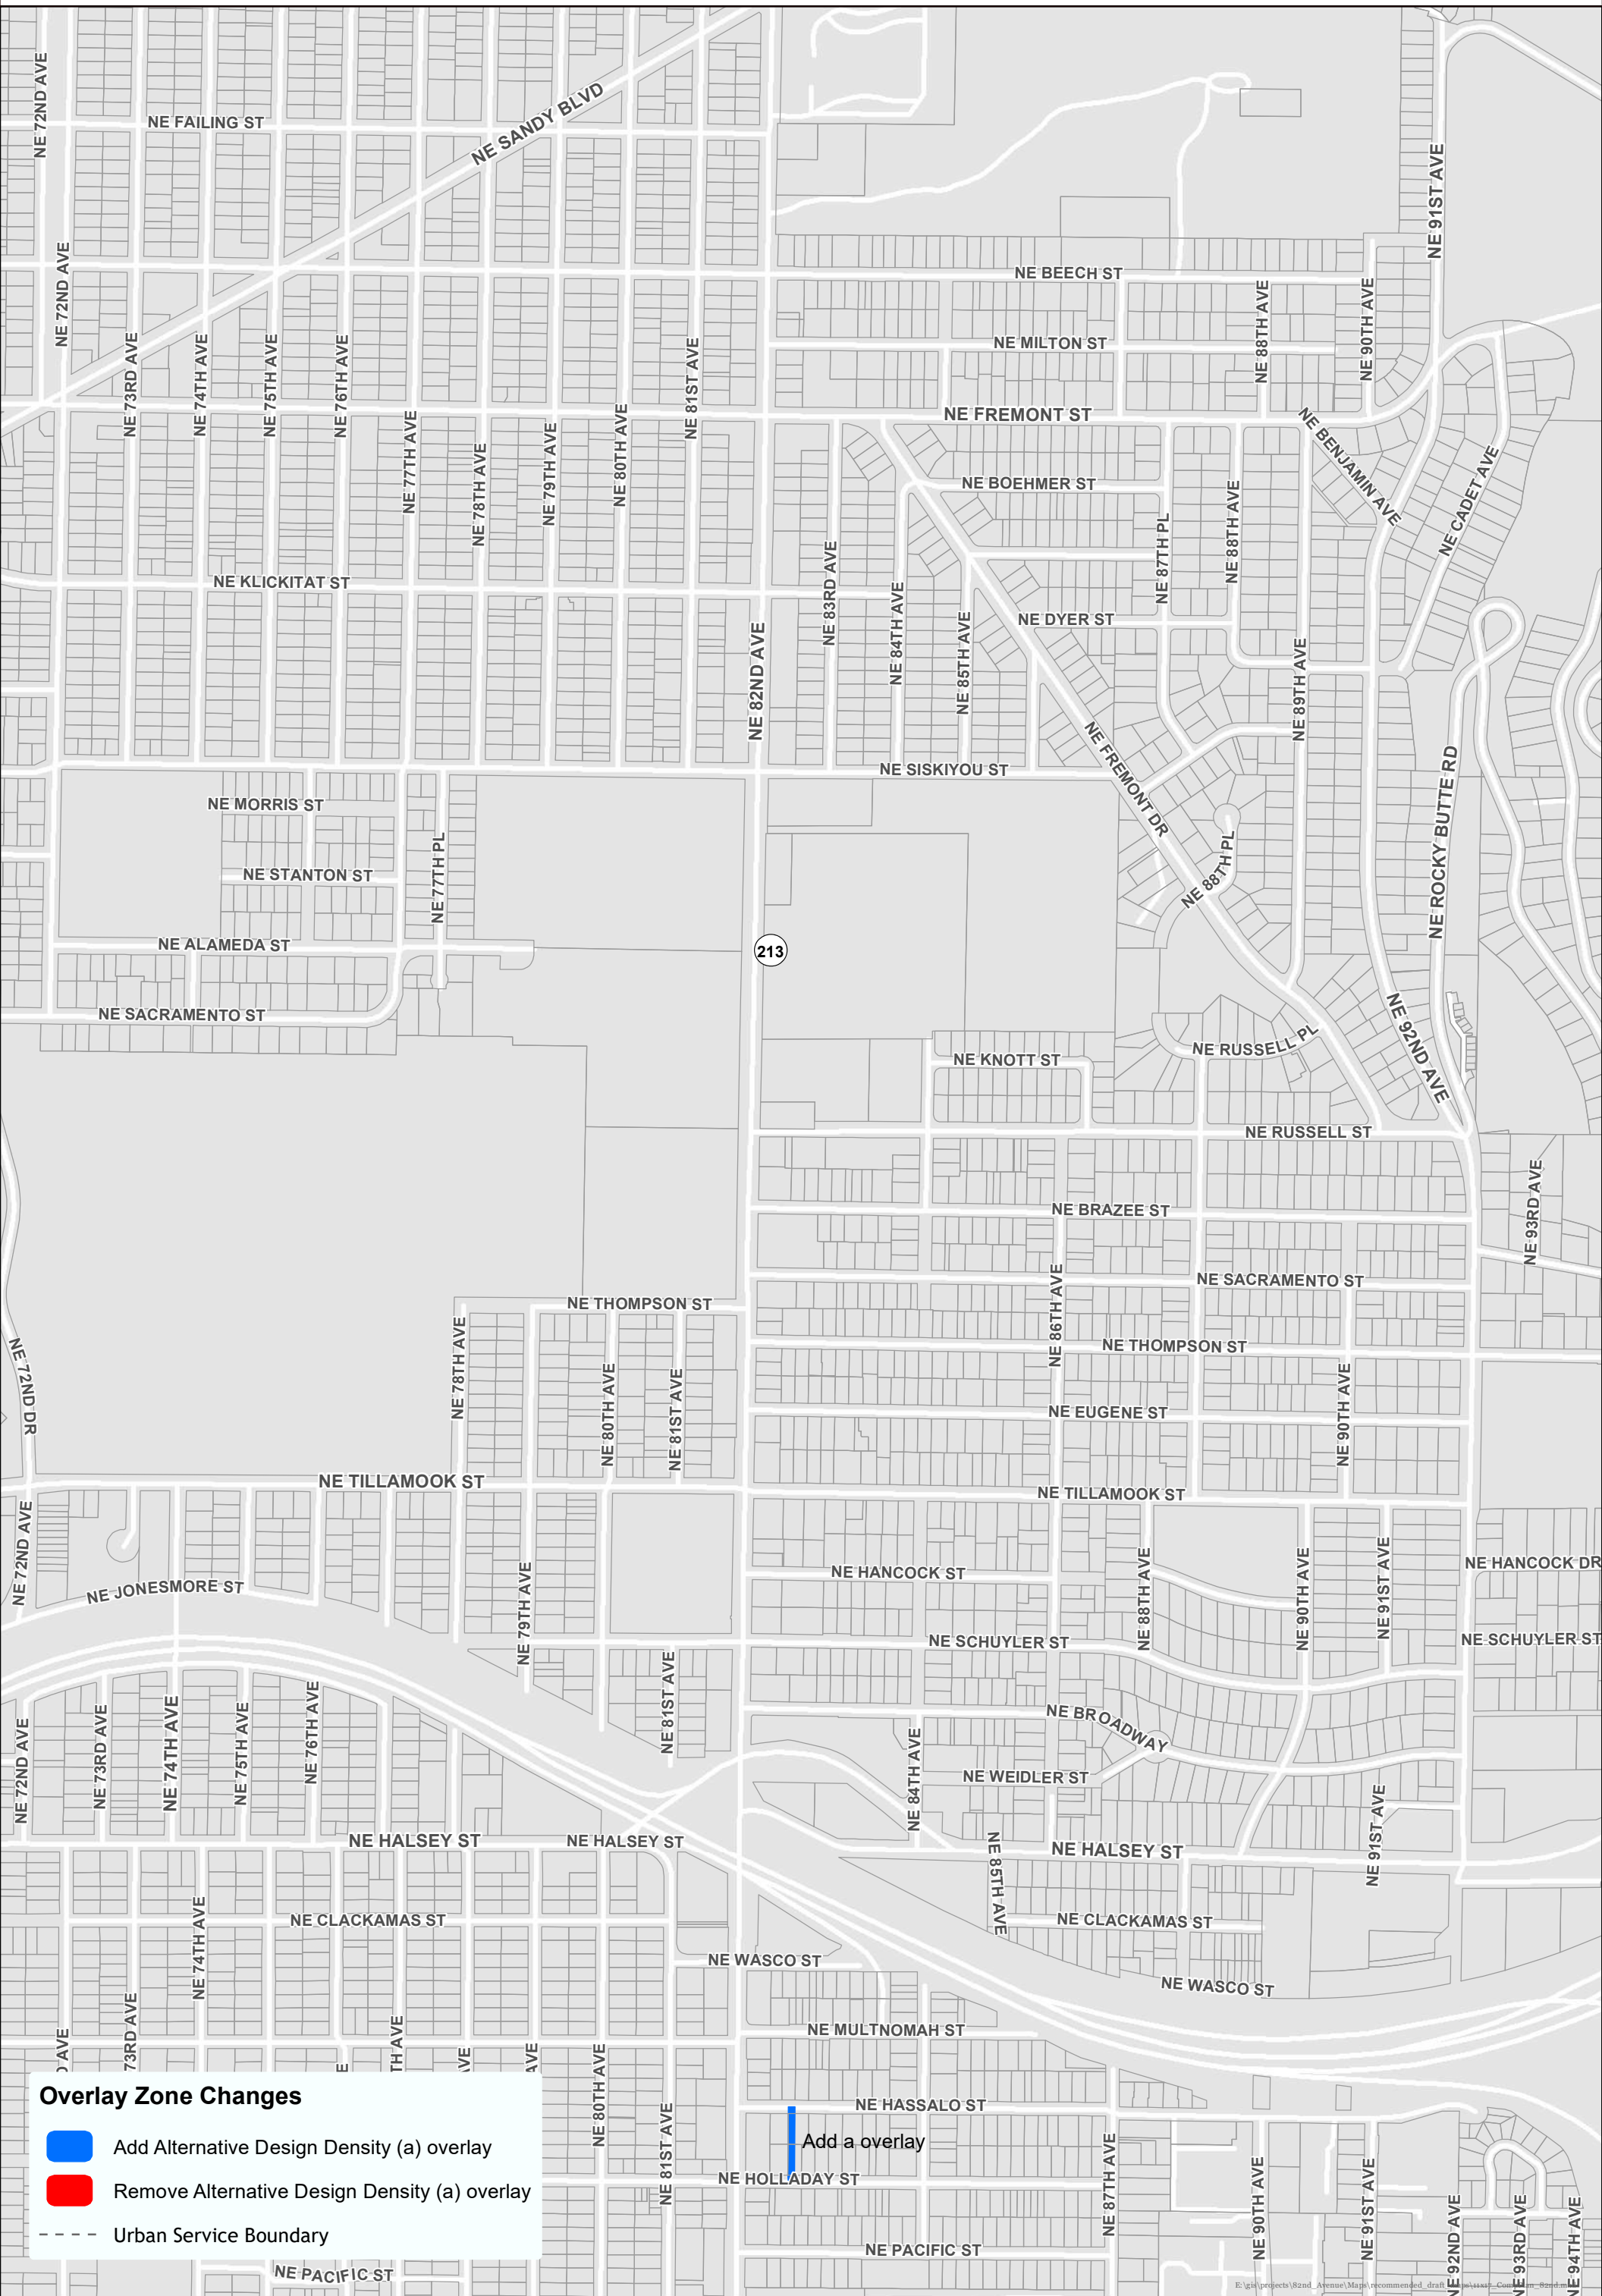 NE 72ND AVE
NE FAILING ST
NE SANDY BLVD
NE 91ST AVE
NE 72ND AVE
NE BEECH ST
NE 73RD AVE
NE 74TH AVE
NE 75TH AVE
NE 76TH AVE
NE 81ST AVE
NE MILTON ST
NE 88TH AVE
NE 90TH AVE
NE 77TH AVE
NE 78TH AVE
NE 79TH AVE
NE 80TH AVE
NE FREMONT ST
NE BENJAMIN AVE
NE CADET AVE
NE BOEHMER ST
NE 87TH PL
NE 88TH AVE
NE KLICKITAT ST
NE 83RD AVE
NE 84TH AVE
NE 85TH AVE
NE DYER ST
NE 82ND AVE
NE 89TH AVE
NE FREMONT DR
NE SISKIYOU ST
NE ROCKY BUTTE RD
NE MORRIS ST
NE STANTON ST
NE 77TH PL
NE 88TH PL
NE ALAMEDA ST
213
NE SACRAMENTO ST
NE RUSSELL PL
NE 92ND AVE
NE KNOTT ST
NE RUSSELL ST
NE BRAZEE ST
NE 93RD AVE
NE SACRAMENTO ST
NE THOMPSON ST
NE 86TH AVE
NE THOMPSON ST
NE 72ND DR
NE 78TH AVE
NE 80TH AVE
NE 81ST AVE
NE EUGENE ST
NE 90TH AVE
NE TILLAMOOK ST
NE TILLAMOOK ST
NE 72ND AVE
NE JONESMORE ST
NE 79TH AVE
NE HANCOCK ST
NE 88TH AVE
NE 90TH AVE
NE 91ST AVE
NE HANCOCK DR
NE SCHUYLER ST
NE SCHUYLER ST
NE 72ND AVE
NE 73RD AVE
NE 74TH AVE
NE 75TH AVE
NE 76TH AVE
NE 81ST AVE
NE BROADWAY
NE 84TH AVE
NE WEIDLER ST
NE 91ST AVE
NE HALSEY ST
NE HALSEY ST
NE HALSEY ST
NE 85TH AVE
NE CLACKAMAS ST
NE CLACKAMAS ST
NE 74TH AVE
NE WASCO ST
NE WASCO ST
73RD AVE
D AVE
TH AVE
E
AVE
AVE
NE MULTNOMAH ST
NE 80TH AVE
NE 81ST AVE
NE HASSALO ST
Add a overlay
NE HOLLADAY ST
NE 87TH AVE
NE 90TH AVE
NE 91ST AVE
NE 92ND AVE
NE 93RD AVE
NE 94TH AVE
NE PACIFIC ST
NE PACIFIC ST
Overlay Zone Changes
Add Alternative Design Density (a) overlay
Remove Alternative Design Density (a) overlay
Urban Service Boundary